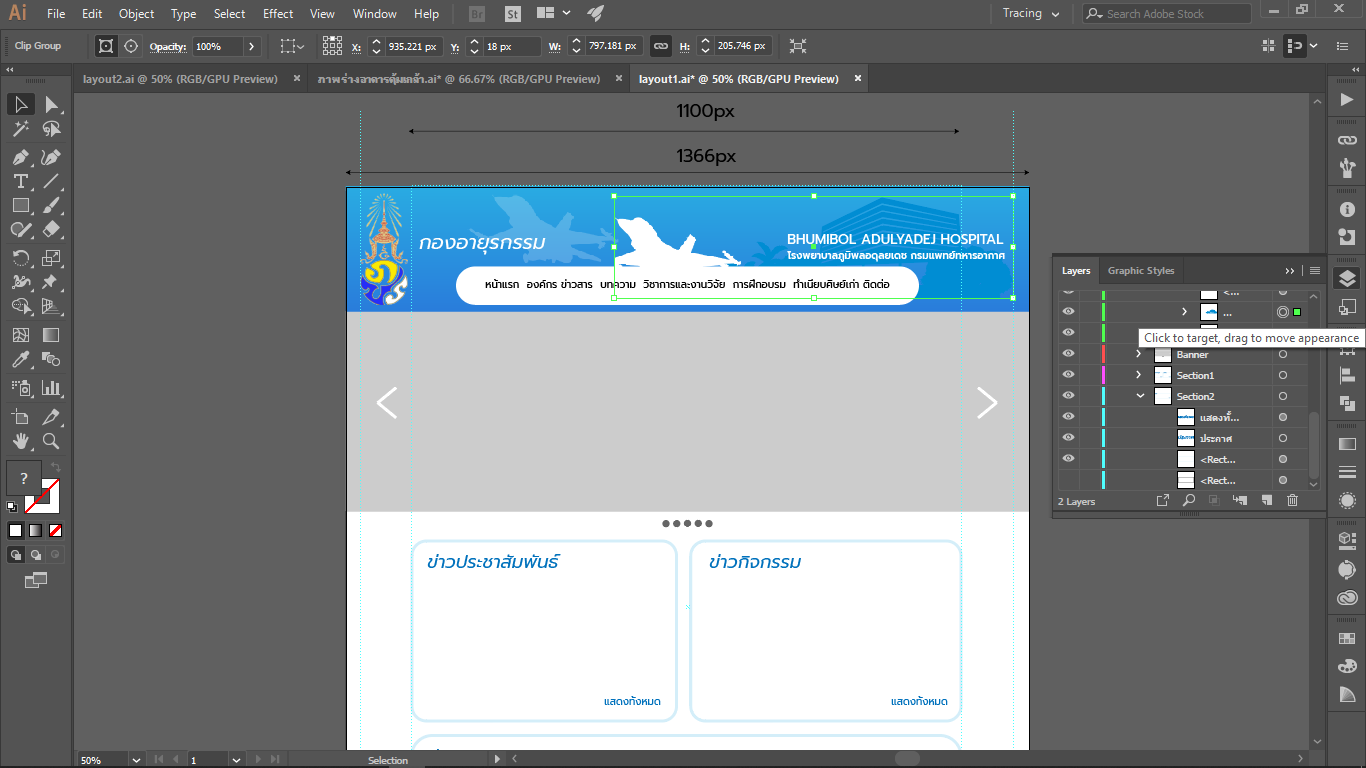 Ai File Edit Object Type Select Effect View Window Help Br St Tracing Search Adobe Stock
Clip Group Opacity: 100% X: 935.221 px Y: 18 px W: 797.181 px H: 205.746 px
layout2.ai @ 50% (RGB/GPU Preview) × ภาพร่างอาคารคุ้มเกล้า.ai* @ 66.67% (RGB/GPU Preview) × layout1.ai* @ 50% (RGB/GPU Preview) ×
1100px
1366px
กองอายุรกรรม
BHUMIBOL ADULYADEJ HOSPITAL
โรงพยาบาลภูมิพลอดุลยเดช กรมแพทย์ทหารอากาศ
หน้าแรก องค์กร ข่าวสาร บทความ วิชาการและงานวิจัย การฝึกอบรม ทำเนียบศิษย์เก่า ติดต่อ
Layers Graphic Styles
<...
...
Click to target, drag to move appearance
Banner
Section1
Section2
แสดงทั้...
ประกาศ
<Rect...
<Rect...
2 Layers
ข่าวประชาสัมพันธ์
ข่าวกิจกรรม
แสดงทั้งหมด
แสดงทั้งหมด
?
50% 1 Selection